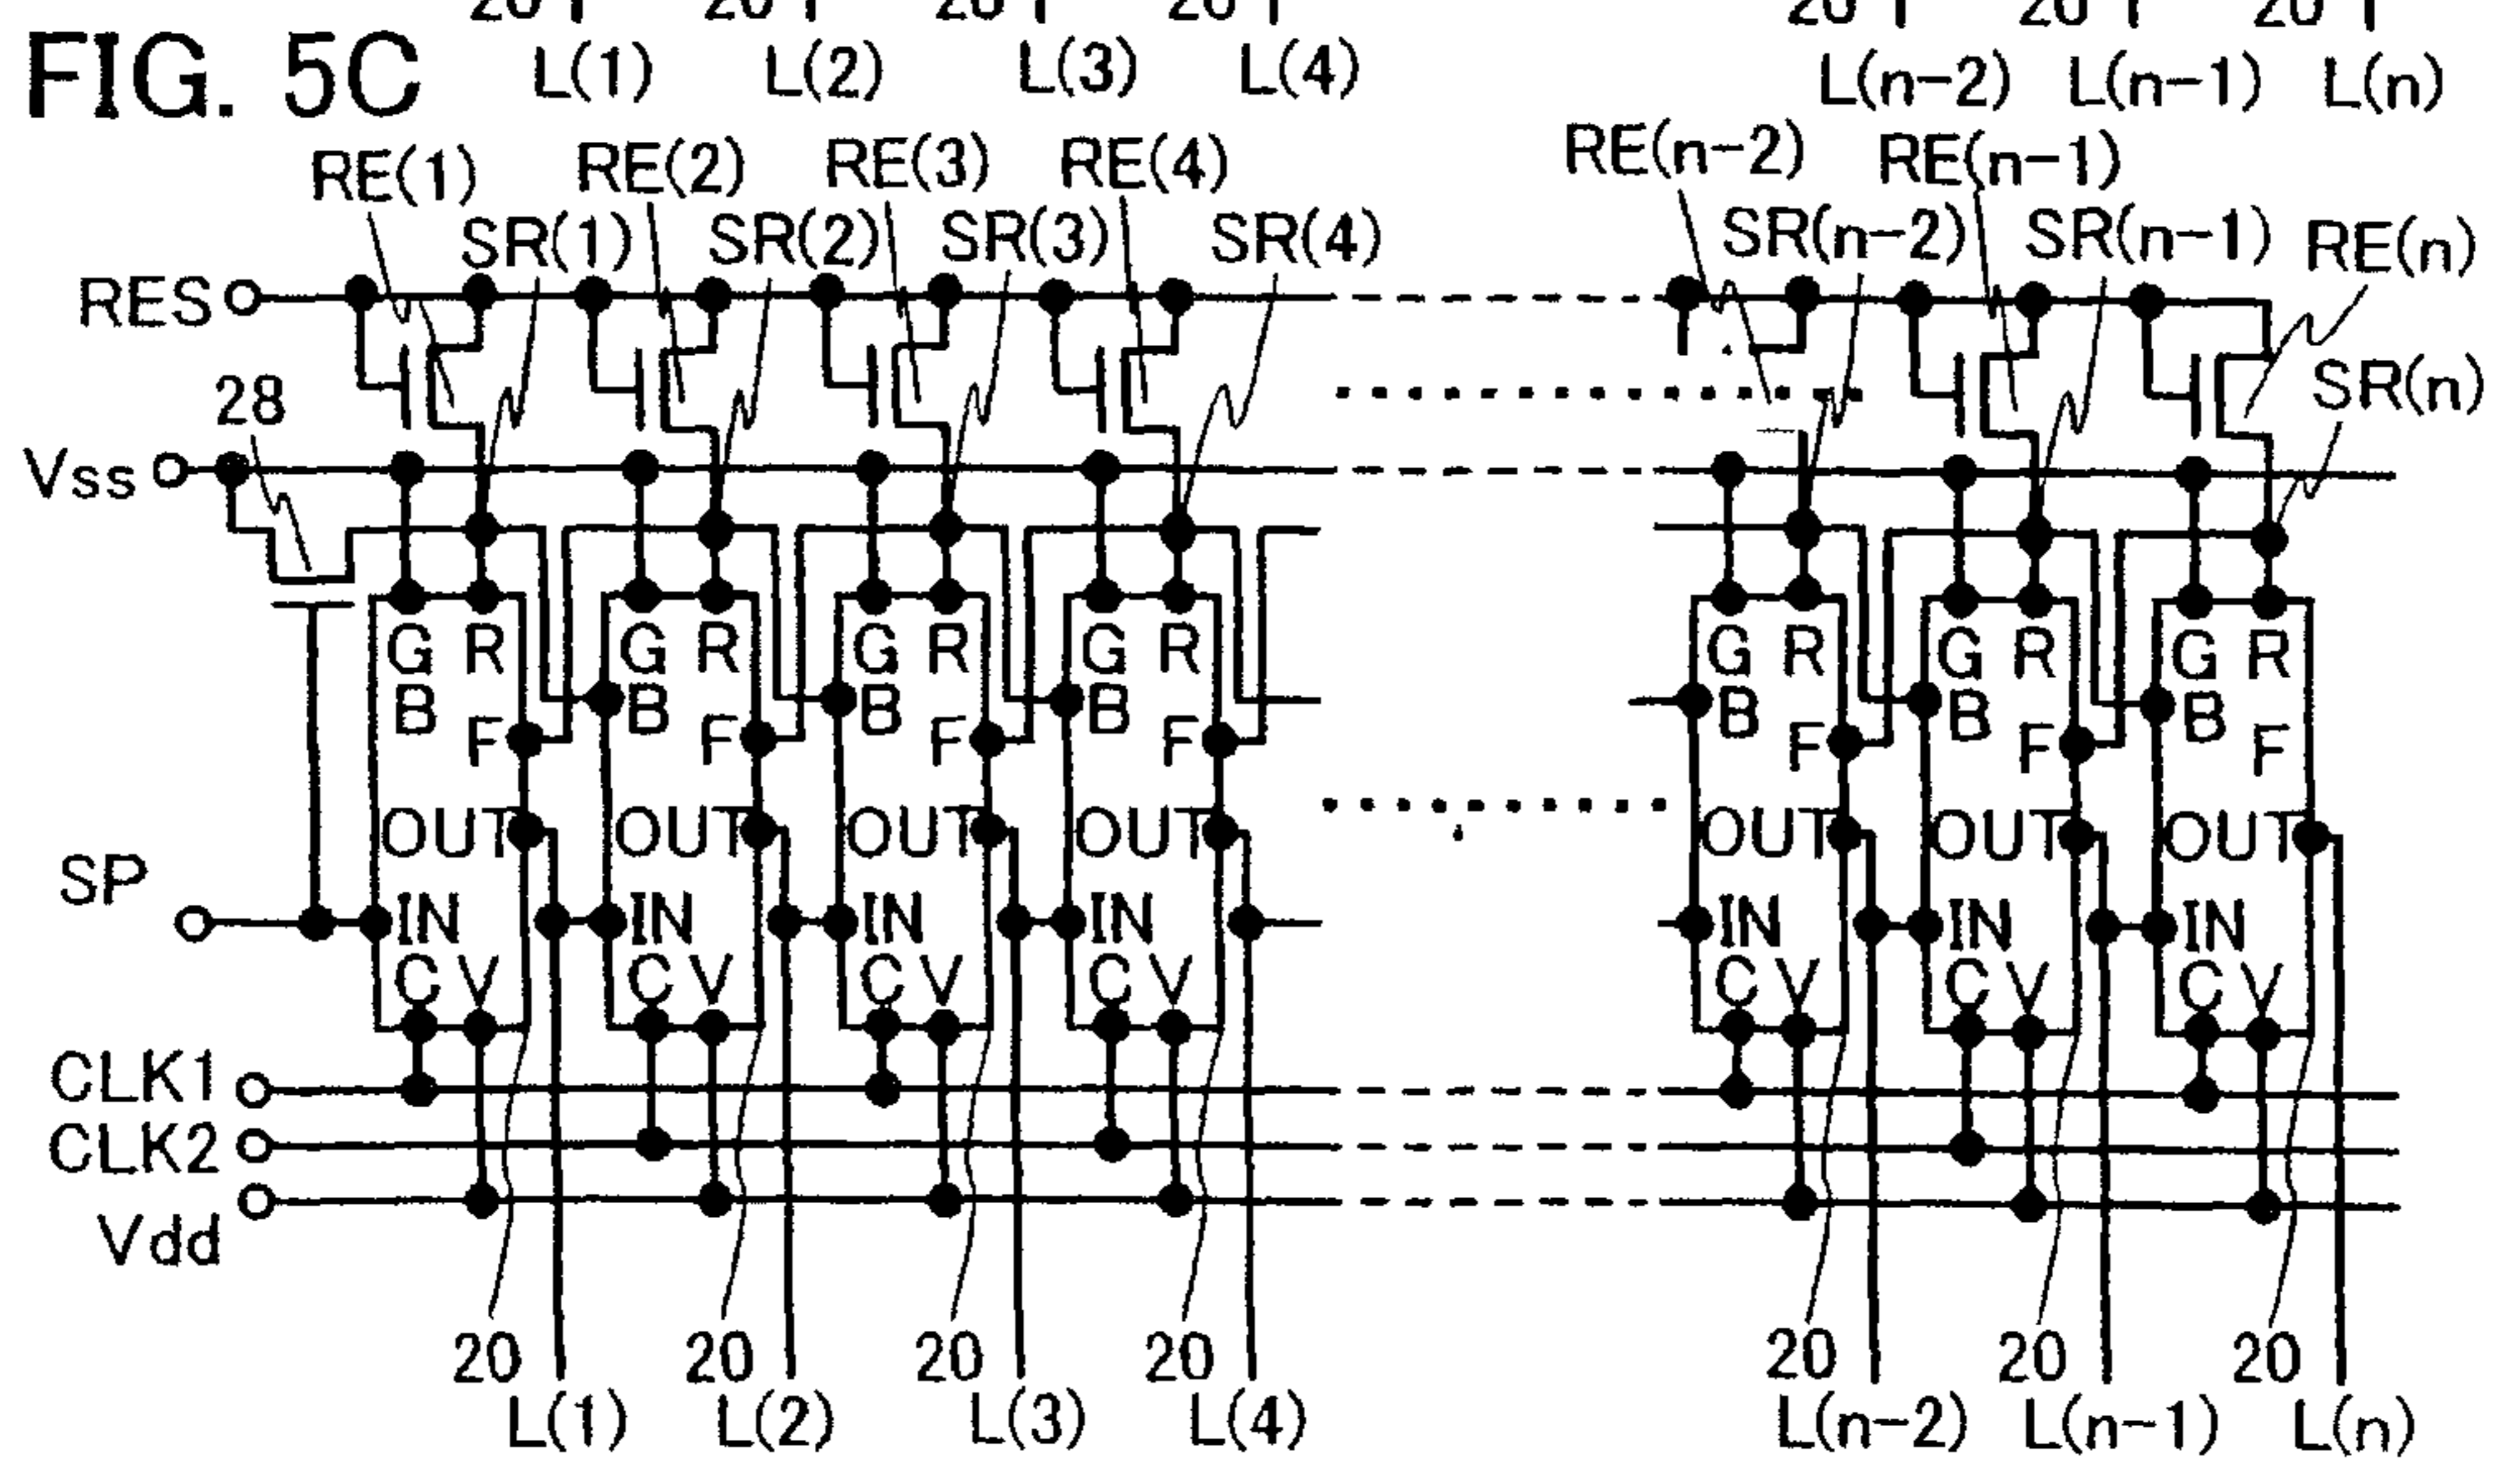 FIG. 5C
L(1) L(2) L(3) L(4) L(n-2) L(n-1) L(n)
RE(1) RE(2) RE(3) RE(4) RE(n-2) RE(n-1)
SR(1) SR(2) SR(3) SR(4) SR(n-2) SR(n-1) RE(n)
RES
28 SR(n)
Vss
G R G R G R G R G R G R G R
B B B B B B B
F F F F F F F
OUT OUT OUT OUT OUT OUT OUT
SP
IN IN IN IN IN IN IN
C V C V C V C V C V C V C V
CLK1
CLK2
Vdd
20 20 20 20 20 20 20
L(1) L(2) L(3) L(4) L(n-2) L(n-1) L(n)